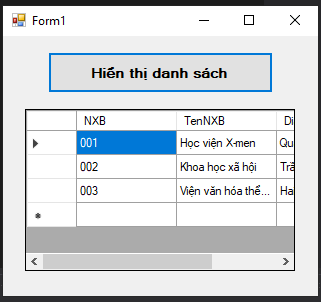 Form1
Hiển thị danh sách
NXB TenNXB Di
001 Học viện X-men Qu
002 Khoa học xã hội Trầ
003 Viện văn hóa thể... Ha